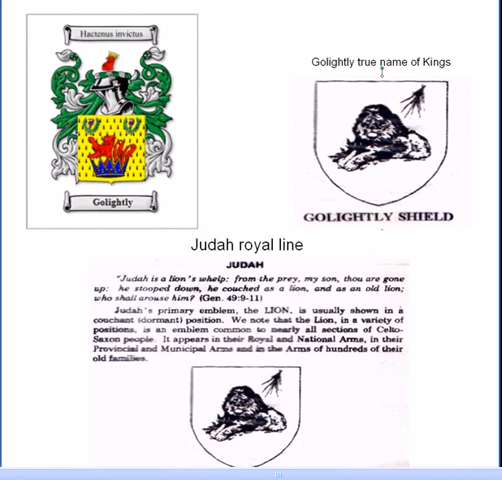 Hactenus invictus
Golightly
Golightly true name of Kings
GOLIGHTLY SHIELD
Judah royal line
JUDAH
"Judah is a lion's whelp: from the prey, my son, thou are gone
up: he stooped down, he couched as a lion, and as an old lion;
who shall arouse him? (Gen. 49:9-11)
Judah's primary emblem, the LION, is usually shown in a
couchant (dormant) position. We note that the Lion, in a variety of
positions, is an emblem common to nearly all sections of Celto-
Saxon people. It appears in their Royal and National Arms, in their
Provincial and Municipal Arms and in the Arms of hundreds of their
old families.